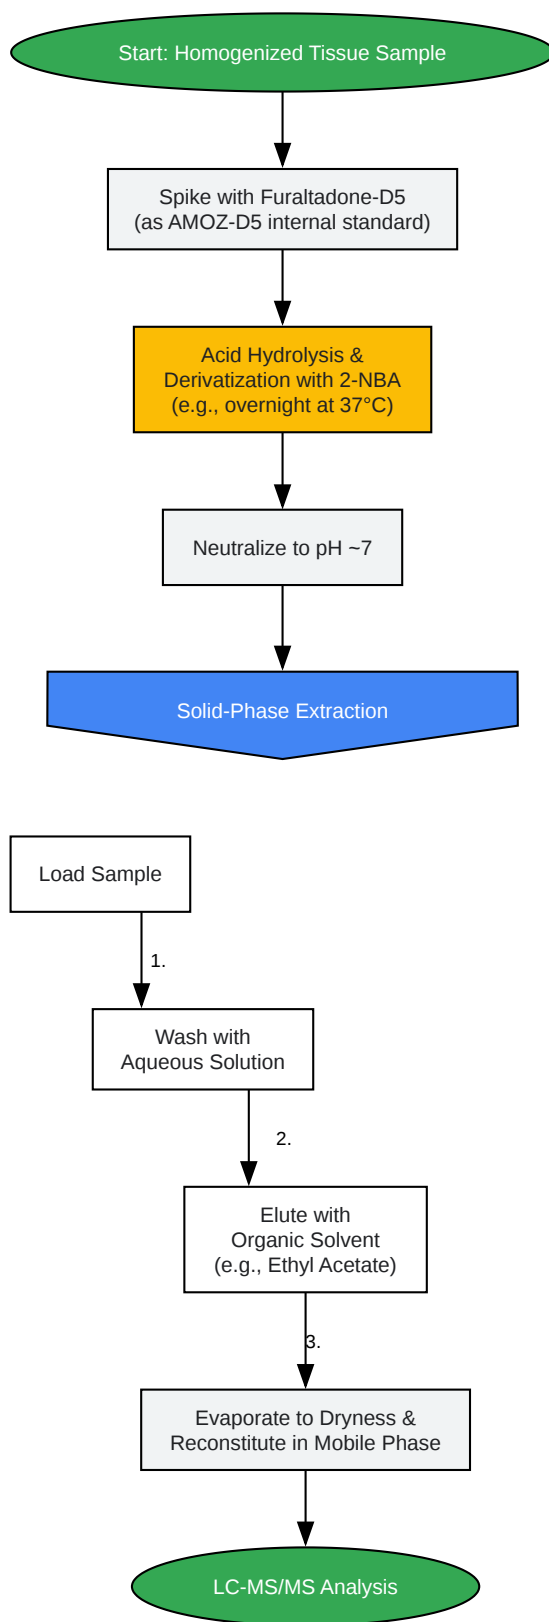 Start: Homogenized Tissue Sample
Spike with Furaltadone-D5
(as AMOZ-D5 internal standard)
Acid Hydrolysis &
Derivatization with 2-NBA
(e.g., overnight at 37°C)
Neutralize to pH ~7
Solid-Phase Extraction
Load Sample
1.
Wash with
Aqueous Solution
2.
Elute with
Organic Solvent
(e.g., Ethyl Acetate)
3.
Evaporate to Dryness &
Reconstitute in Mobile Phase
LC-MS/MS Analysis